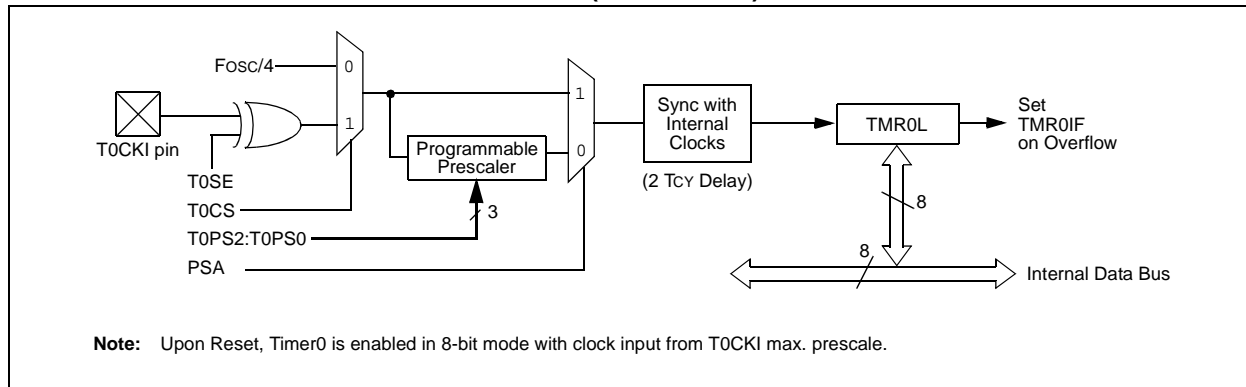 Fosc/4
0
1
T0CKI pin
T0SE
T0CS
T0PS2:T0PS0
PSA
Programmable
Prescaler
3
1
0
Sync with
Internal
Clocks
(2 TCY Delay)
TMR0L
Set
TMR0IF
on Overflow
8
8
Internal Data Bus
Note: Upon Reset, Timer0 is enabled in 8-bit mode with clock input from T0CKI max. prescale.